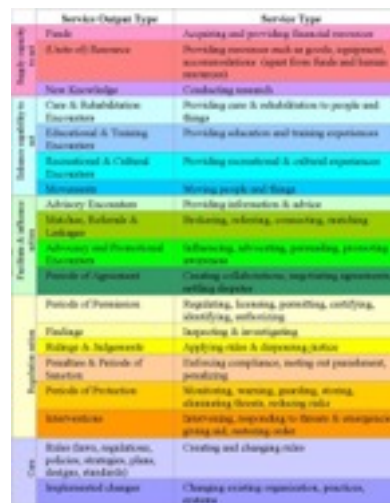 Service Output Type Service Type
Supply capacity to act
Funds Acquiring and providing financial resources
(Units of) Resource Providing resources such as goods, equipment,
accommodations (apart from funds and human
resources)
New Knowledge Conducting research
Enhance capability to act
Care & Rehabilitation Providing care & rehabilitation to people and
Encounters things
Educational & Training Providing education and training experiences
Encounters
Recreational & Cultural Providing recreational & cultural experiences
Encounters
Movements Moving people and things
Facilitate & influence action
Advisory Encounters Providing information & advice
Matches, Referrals & Brokering, referring, connecting, matching
Linkages
Advocacy and Promotional Influencing, advocating, persuading, promoting
Encounters awareness
Periods of Agreement Creating collaborations, negotiating agreements,
settling disputes
Regulate action
Periods of Permission Regulating, licensing, permitting, certifying,
identifying, authorizing
Findings Inspecting & investigating
Rulings & Judgements Applying rules & dispensing justice
Penalties & Periods of Enforcing compliance, meting out punishment,
Sanction penalizing
Periods of Protection Monitoring, warning, guarding, storing,
eliminating threats, reducing risks
Interventions Intervening, responding to threats & emergencies,
giving aid, restoring order
Rules (laws, regulations, Creating and changing rules
policies, strategies, plans,
designs, standards)
Implemented changes Changing existing organization, practices,
systems